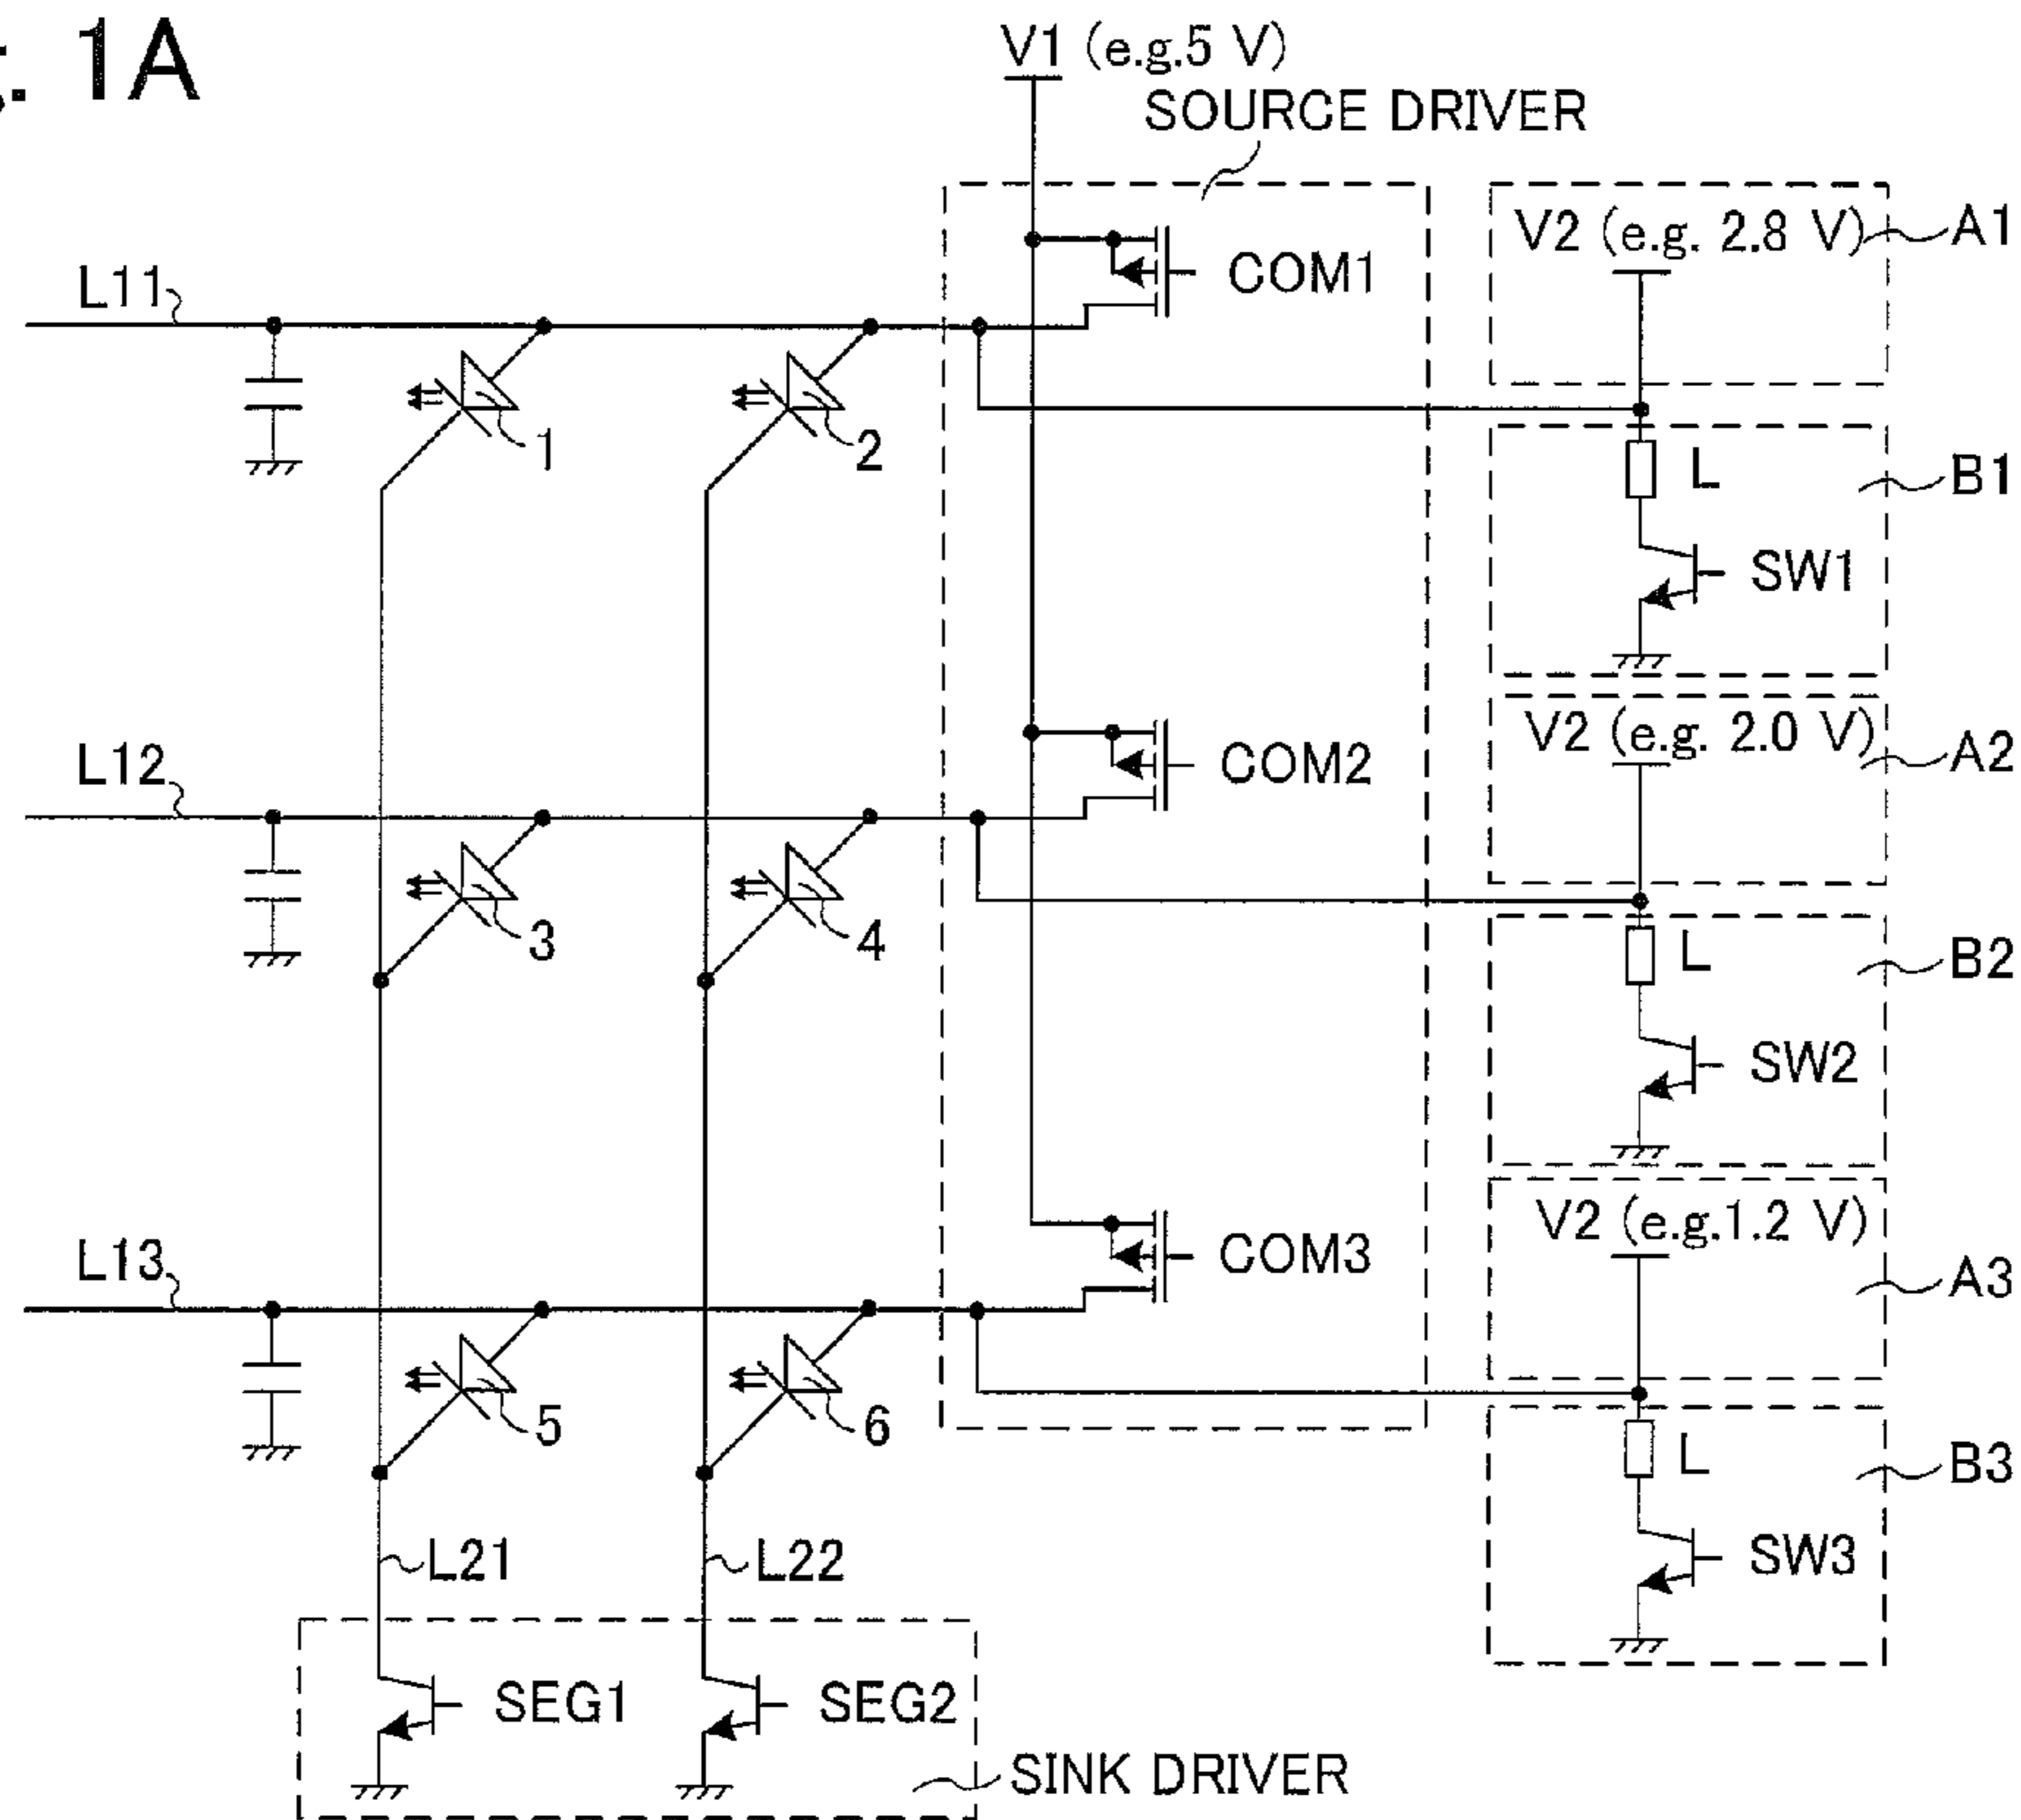 . 1A
V1 (e.g.5 V)
SOURCE DRIVER
V2 (e.g. 2.8 V)
A1
COM1
L11
1
2
L
B1
SW1
V2 (e.g. 2.0 V)
A2
COM2
L12
3
4
L
B2
SW2
V2 (e.g.1.2 V)
A3
COM3
L13
5
6
L
B3
SW3
L21
L22
SEG1
SEG2
SINK DRIVER